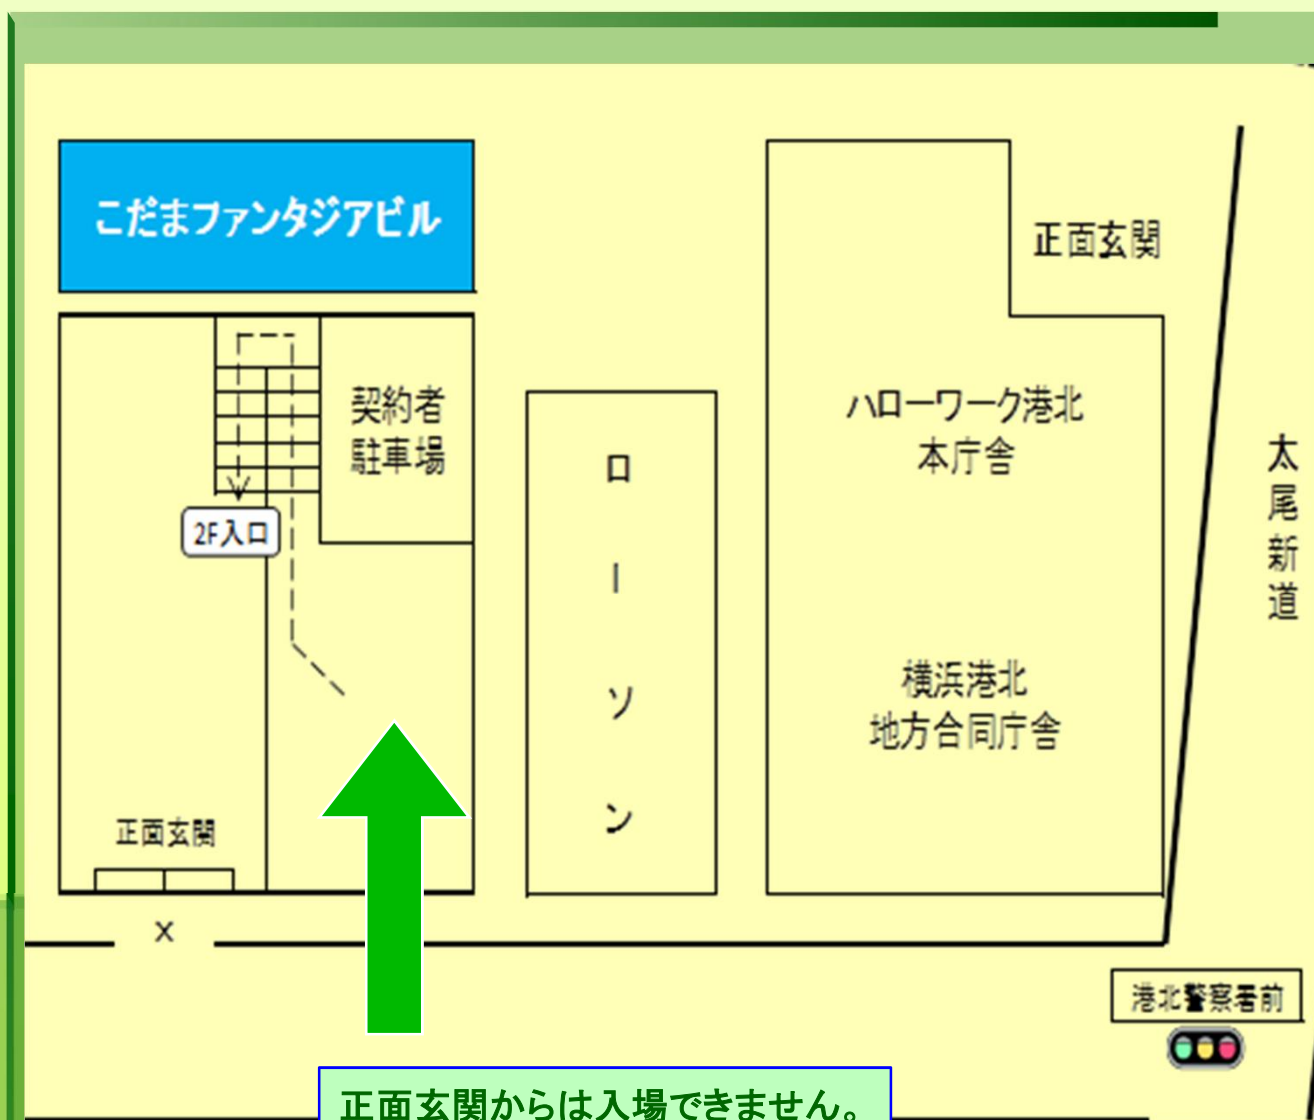 こだまファンタジアビル
正面玄関
契約者
駐車場
2F入口
ローソン
ハローワーク港北
本庁舎
横浜港北
地方合同庁舎
太尾新道
正面玄関
×
港北警察署前
正面玄関からは入場できません。